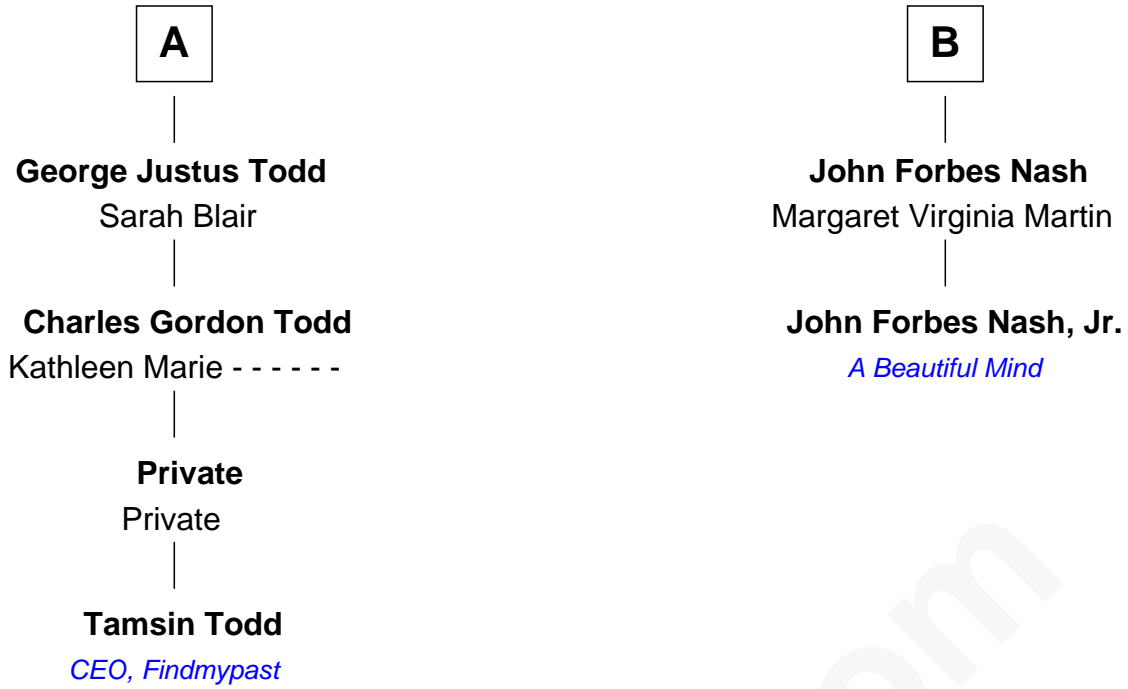 A
George Justus Todd
Sarah Blair
Charles Gordon Todd
Kathleen Marie - - - - - -
Private
Private
Tamsin Todd
CEO, Findmypast
B
John Forbes Nash
Margaret Virginia Martin
John Forbes Nash, Jr.
A Beautiful Mind
om